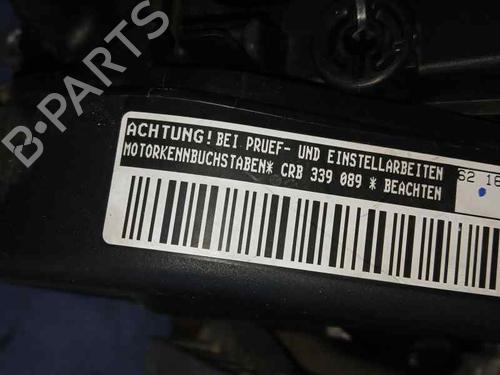 B-PARTS
ACHTUNG! BEI PRUEF- UND EINSTELLARBEITEN
MOTORKENNBUCHSTABEN* CRB 339 089 * BEACHTEN